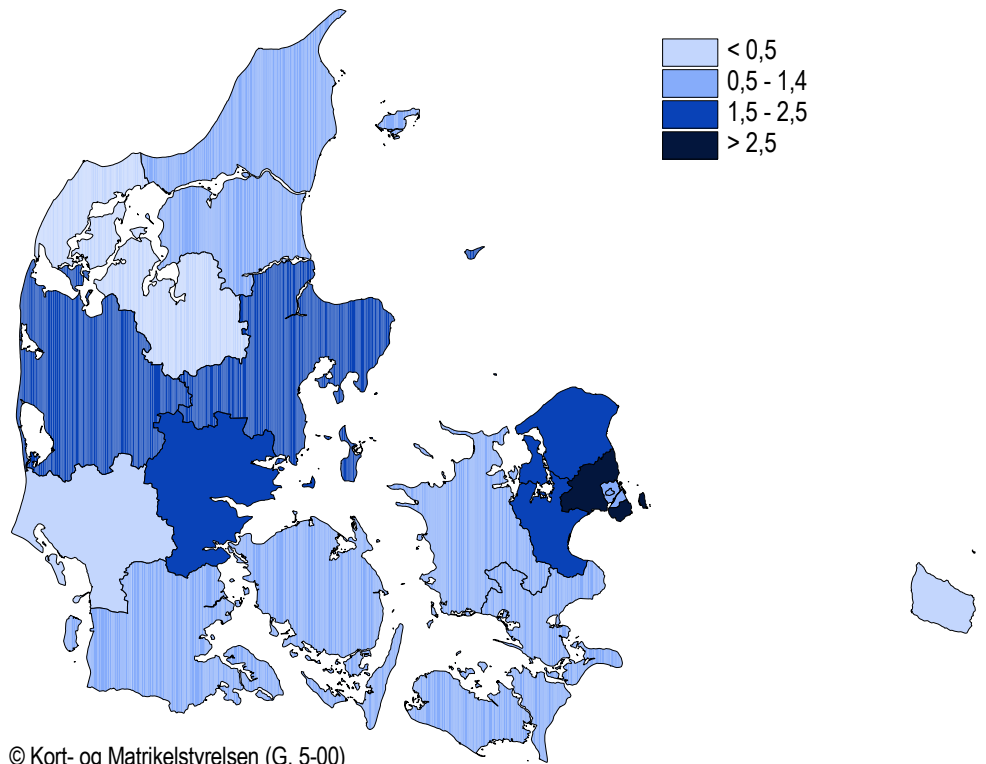 < 0,5
0,5 - 1,4
1,5 - 2,5
> 2,5
© Kort- og Matrikelstyrelsen (G. 5-00)